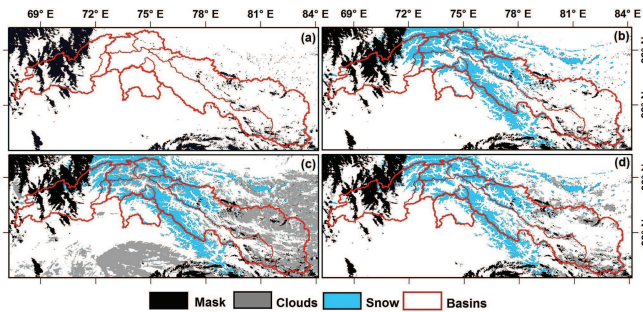 69° E 72° E 75° E 78° E 81° E 84° E 69° E 72° E 75° E 78° E 81° E 84° E
(a) (b)
(c) (d)
Mask Clouds Snow Basins